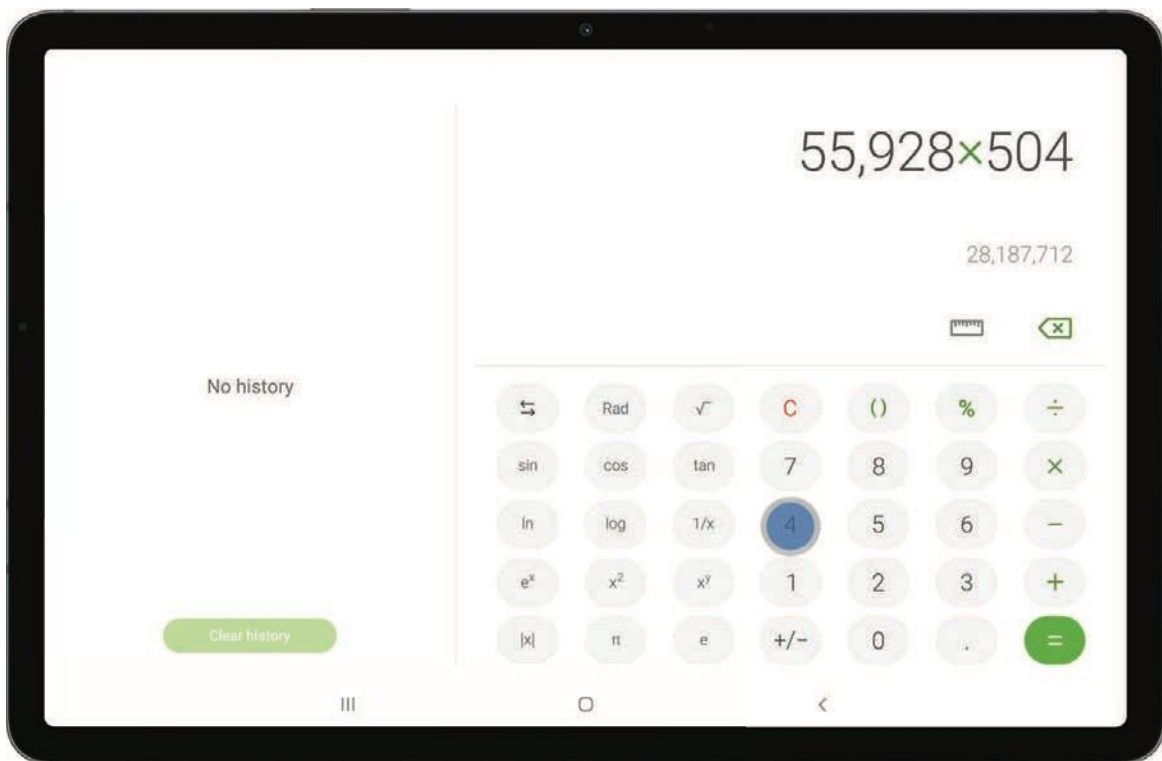 55,928×504
28,187,712
No history
Rad √ C () % ÷
sin cos tan 7 8 9 ×
ln log 1/x 4 5 6 −
eˣ x² xʸ 1 2 3 +
Clear history
|x| π e +/− 0 . =